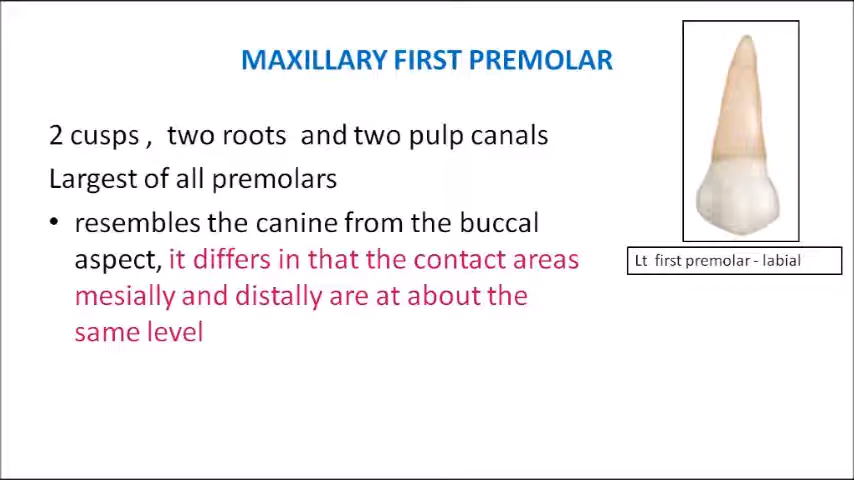 MAXILLARY FIRST PREMOLAR
2 cusps , two roots and two pulp canals
Largest of all premolars
• resembles the canine from the buccal
aspect, it differs in that the contact areas
mesially and distally are at about the
same level
Lt first premolar - labial